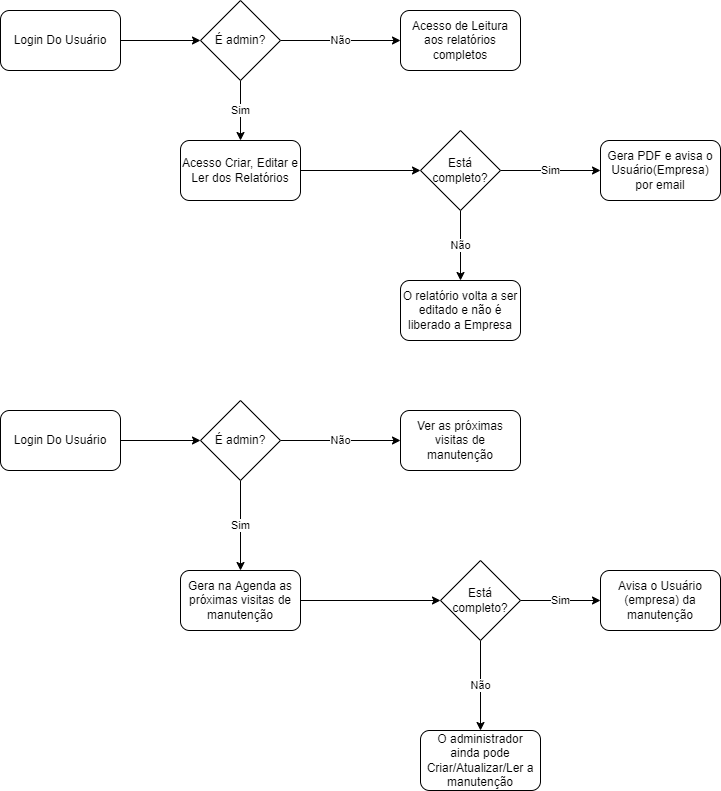 Login Do Usuário
É admin?
Não
Acesso de Leitura
aos relatórios
completos
Sim
Acesso Criar, Editar e
Ler dos Relatórios
Está
completo?
Sim
Gera PDF e avisa o
Usuário(Empresa)
por email
Não
O relatório volta a ser
editado e não é
liberado a Empresa
Login Do Usuário
É admin?
Não
Ver as próximas
visitas de
manutenção
Sim
Gera na Agenda as
próximas visitas de
manutenção
Está
completo?
Sim
Avisa o Usuário
(empresa) da
manutenção
Não
O administrador
ainda pode
Criar/Atualizar/Ler a
manutenção